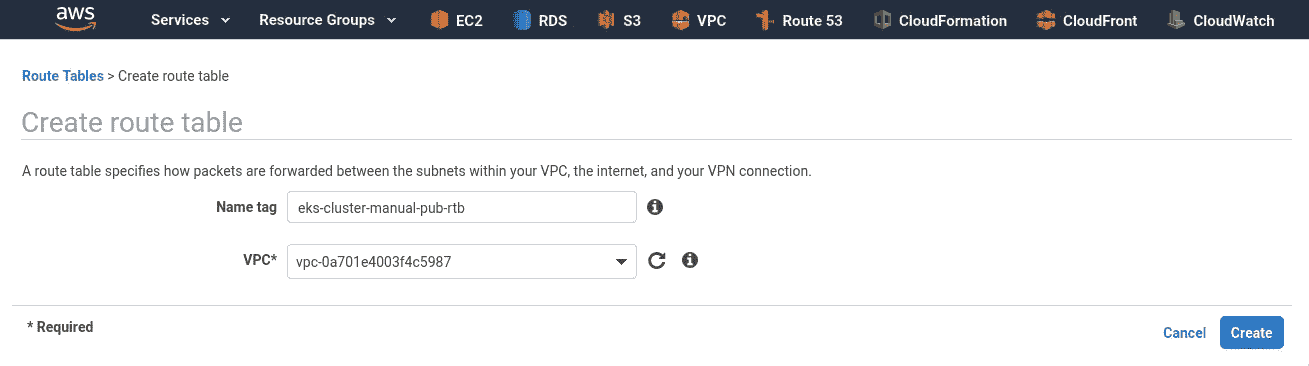 aws Services Resource Groups EC2 RDS S3 VPC Route 53 CloudFormation CloudFront CloudWatch
Route Tables > Create route table
Create route table
A route table specifies how packets are forwarded between the subnets within your VPC, the internet, and your VPN connection.
Name tag eks-cluster-manual-pub-rtb
VPC* vpc-0a701e4003f4c5987
* Required
Cancel Create